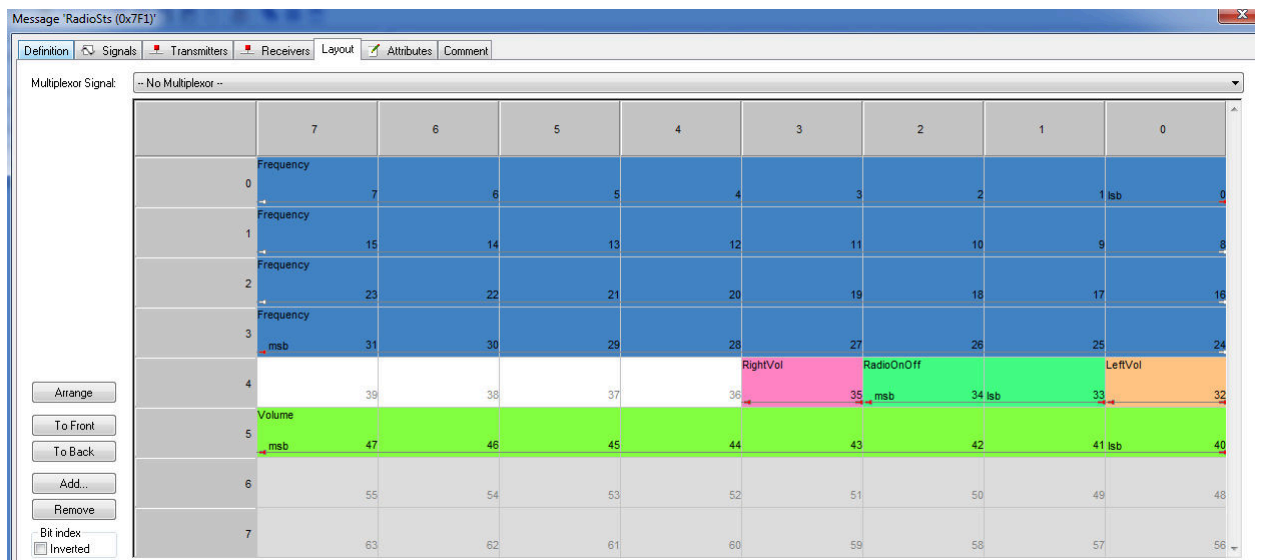 Message 'RadioSts (0x7F1)'
X
Definition Signals Transmitters Receivers Layout Attributes Comment
Multiplexor Signal: -- No Multiplexor --
7 6 5 4 3 2 1 0
Frequency
0 7 6 5 4 3 2 1 lsb 0
Frequency
1 15 14 13 12 11 10 9 8
Frequency
2 23 22 21 20 19 18 17 16
Frequency
3 msb 31 30 29 28 27 26 25 24
RightVol RadioOnOff LeftVol
4 39 38 37 36 35 msb 34 lsb 33 32
Volume
5 msb 47 46 45 44 43 42 41 lsb 40
6 55 54 53 52 51 50 49 48
7 63 62 61 60 59 58 57 56
Arrange
To Front
To Back
Add...
Remove
Bit index
Inverted